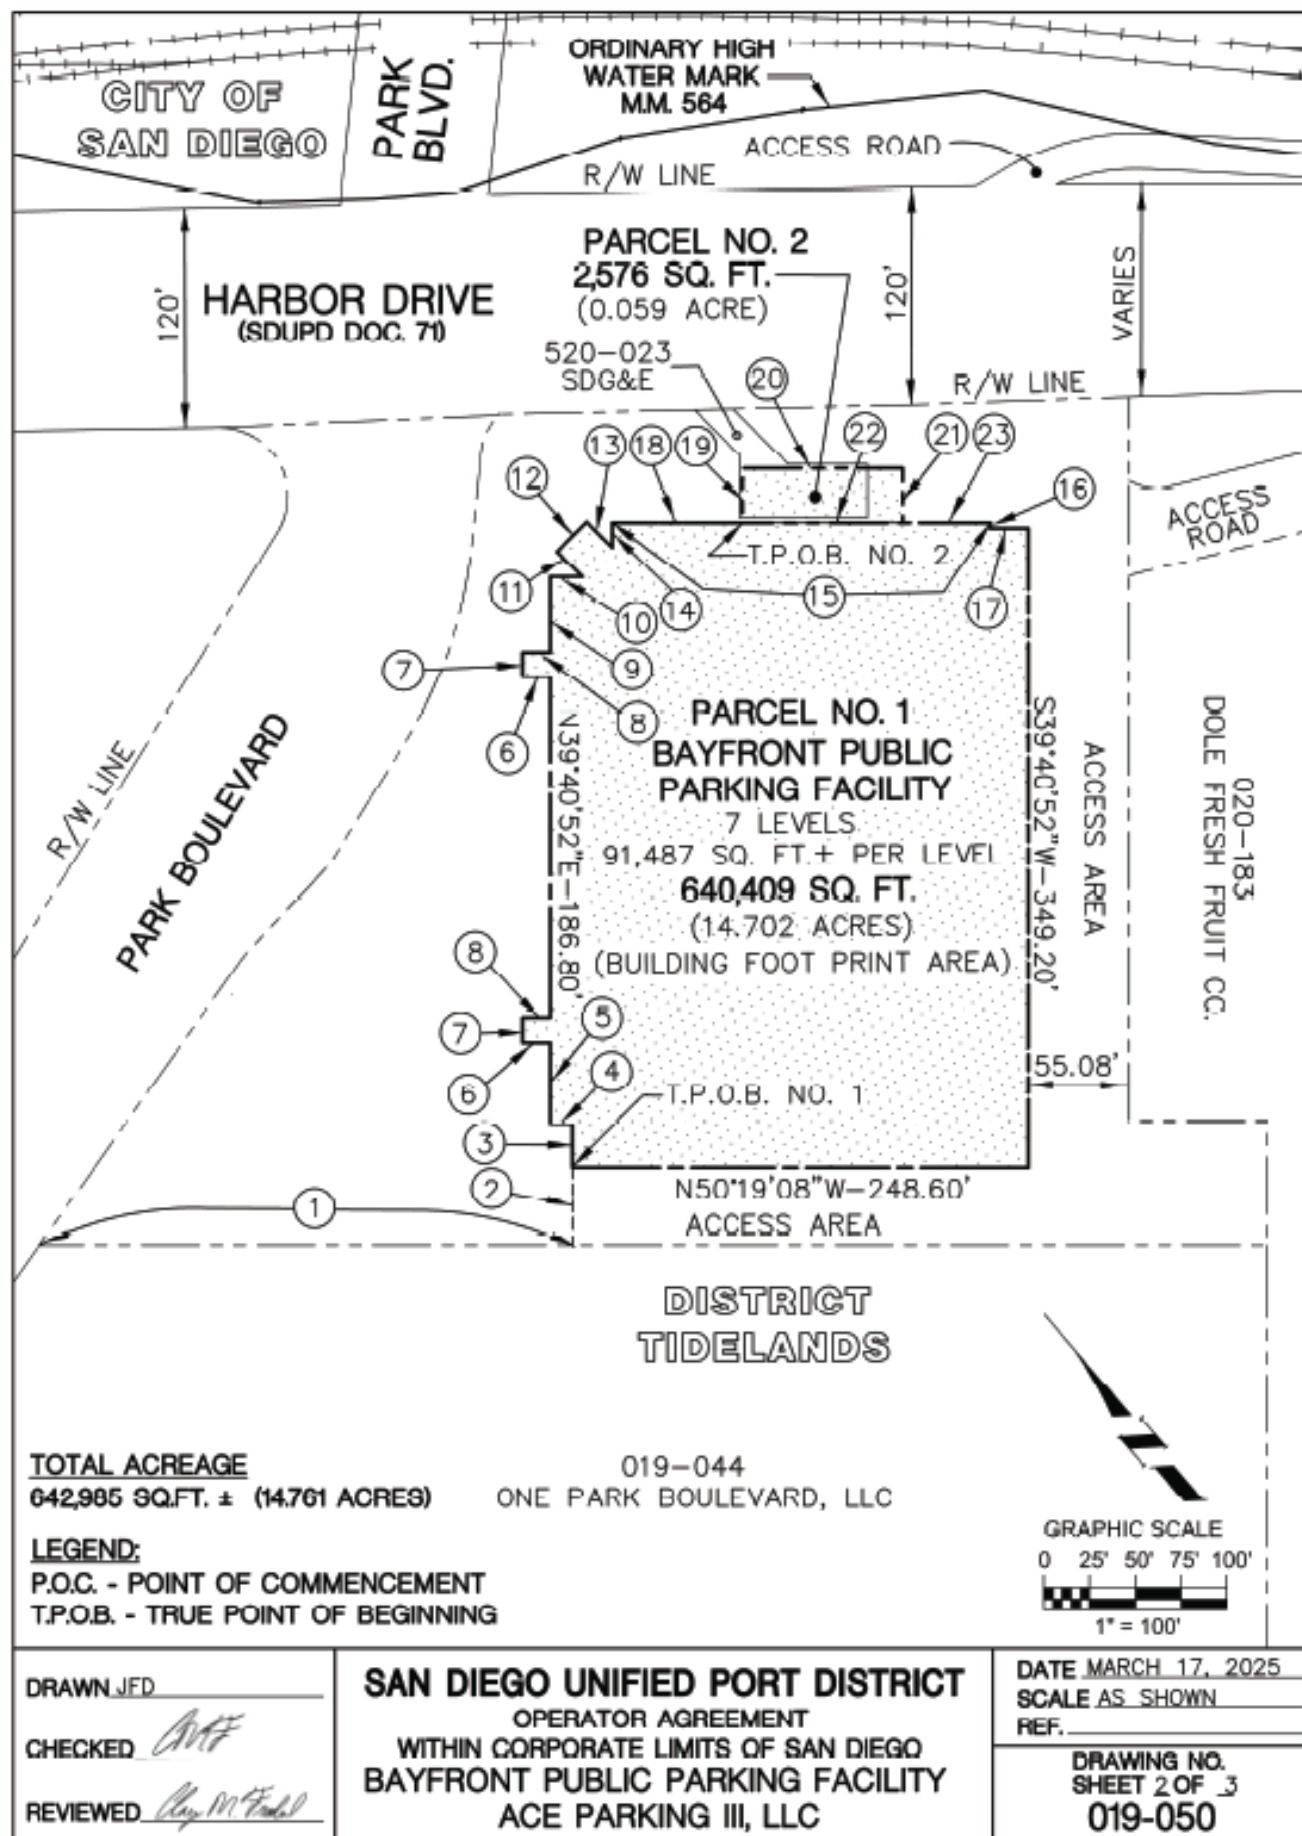 CITY OF
SAN DIEGO
PARK
BLVD.
ORDINARY HIGH
WATER MARK
M.M. 564
ACCESS ROAD
R/W LINE
PARCEL NO. 2
2,576 SQ. FT.
(0.059 ACRE)
120'
HARBOR DRIVE
(SDUPD DOC. 71)
120'
VARIES
520-023
SDG&E
R/W LINE
20
12
13
18
19
22
21
23
16
ACCESS
ROAD
T.P.O.B. NO. 2
11
10
14
15
17
7
9
6
8
PARCEL NO. 1
BAYFRONT PUBLIC
PARKING FACILITY
7 LEVELS
91,487 SQ. FT.± PER LEVEL
640,409 SQ. FT.
(14.702 ACRES)
(BUILDING FOOT PRINT AREA)
N39°40'52"E-186.80'
S39°40'52"W-349.20'
ACCESS AREA
020-183
DOLE FRESH FRUIT CO.
R/W LINE
PARK BOULEVARD
8
7
5
4
6
T.P.O.B. NO. 1
55.08'
3
2
1
N50°19'08"W-248.60'
ACCESS AREA
DISTRICT
TIDELANDS
TOTAL ACREAGE
642,985 SQ.FT. ± (14.761 ACRES)
019-044
ONE PARK BOULEVARD, LLC
LEGEND:
P.O.C. - POINT OF COMMENCEMENT
T.P.O.B. - TRUE POINT OF BEGINNING
GRAPHIC SCALE
0 25' 50' 75' 100'
1" = 100'
DRAWN JFD
CHECKED
REVIEWED
SAN DIEGO UNIFIED PORT DISTRICT
OPERATOR AGREEMENT
WITHIN CORPORATE LIMITS OF SAN DIEGO
BAYFRONT PUBLIC PARKING FACILITY
ACE PARKING III, LLC
DATE MARCH 17, 2025
SCALE AS SHOWN
REF.
DRAWING NO.
SHEET 2 OF 3
019-050